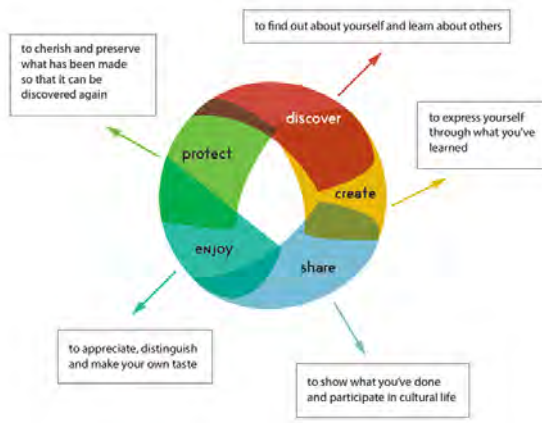 to find out about yourself and learn about others
to cherish and preserve
what has been made
so that it can be
discovered again
discover
to express yourself
through what you've
learned
protect
create
enjoy
share
to appreciate, distinguish
and make your own taste
to show what you've done
and participate in cultural life